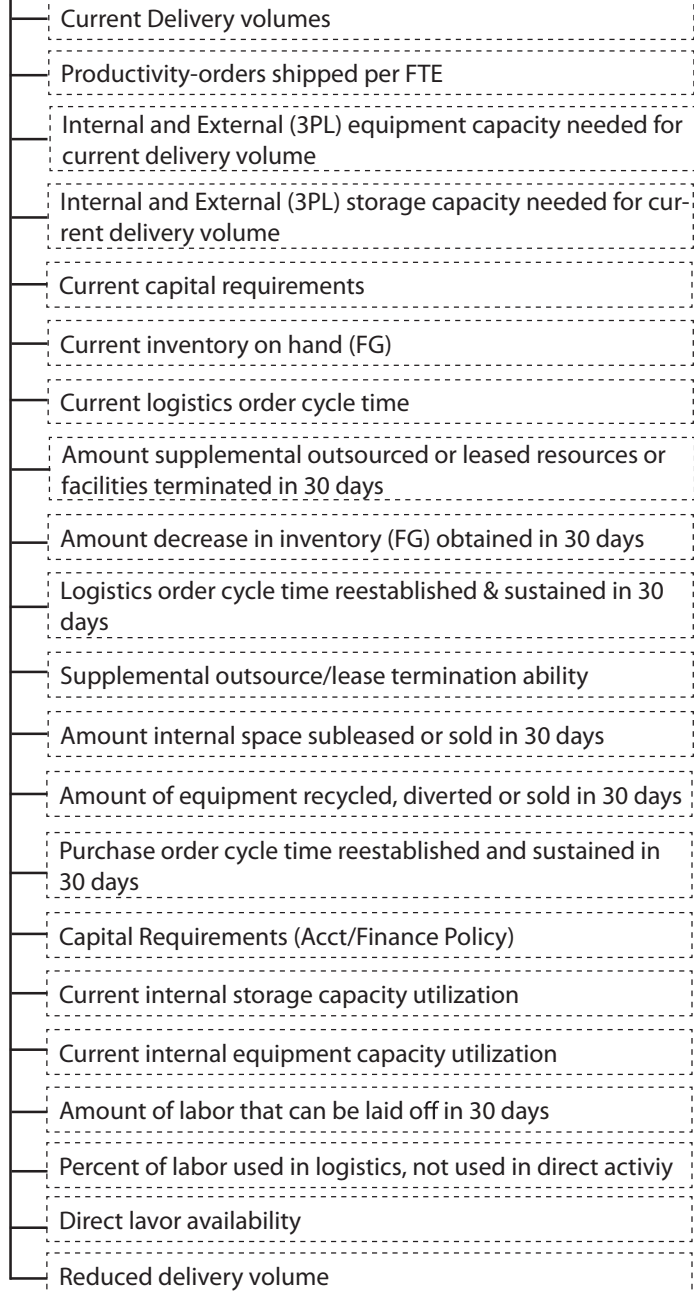 Current Delivery volumes
Productivity-orders shipped per FTE
Internal and External (3PL) equipment capacity needed for
current delivery volume
Internal and External (3PL) storage capacity needed for cur-
rent delivery volume
Current capital requirements
Current inventory on hand (FG)
Current logistics order cycle time
Amount supplemental outsourced or leased resources or
facilities terminated in 30 days
Amount decrease in inventory (FG) obtained in 30 days
Logistics order cycle time reestablished & sustained in 30
days
Supplemental outsource/lease termination ability
Amount internal space subleased or sold in 30 days
Amount of equipment recycled, diverted or sold in 30 days
Purchase order cycle time reestablished and sustained in
30 days
Capital Requirements (Acct/Finance Policy)
Current internal storage capacity utilization
Current internal equipment capacity utilization
Amount of labor that can be laid off in 30 days
Percent of labor used in logistics, not used in direct activiy
Direct lavor availability
Reduced delivery volume